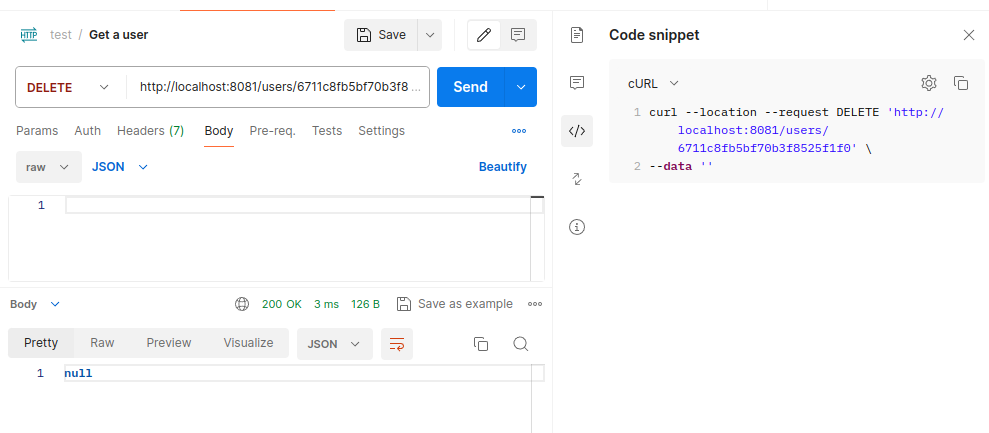 HTTP test / Get a user Save
DELETE http://localhost:8081/users/6711c8fb5bf70b3f8 ... Send
Params Auth Headers (7) Body Pre-req. Tests Settings
raw JSON Beautify
1
Body 200 OK 3 ms 126 B Save as example
Pretty Raw Preview Visualize JSON
1 null
Code snippet
cURL
1 curl --location --request DELETE 'http://
localhost:8081/users/
6711c8fb5bf70b3f8525f1f0' \
2 --data ''